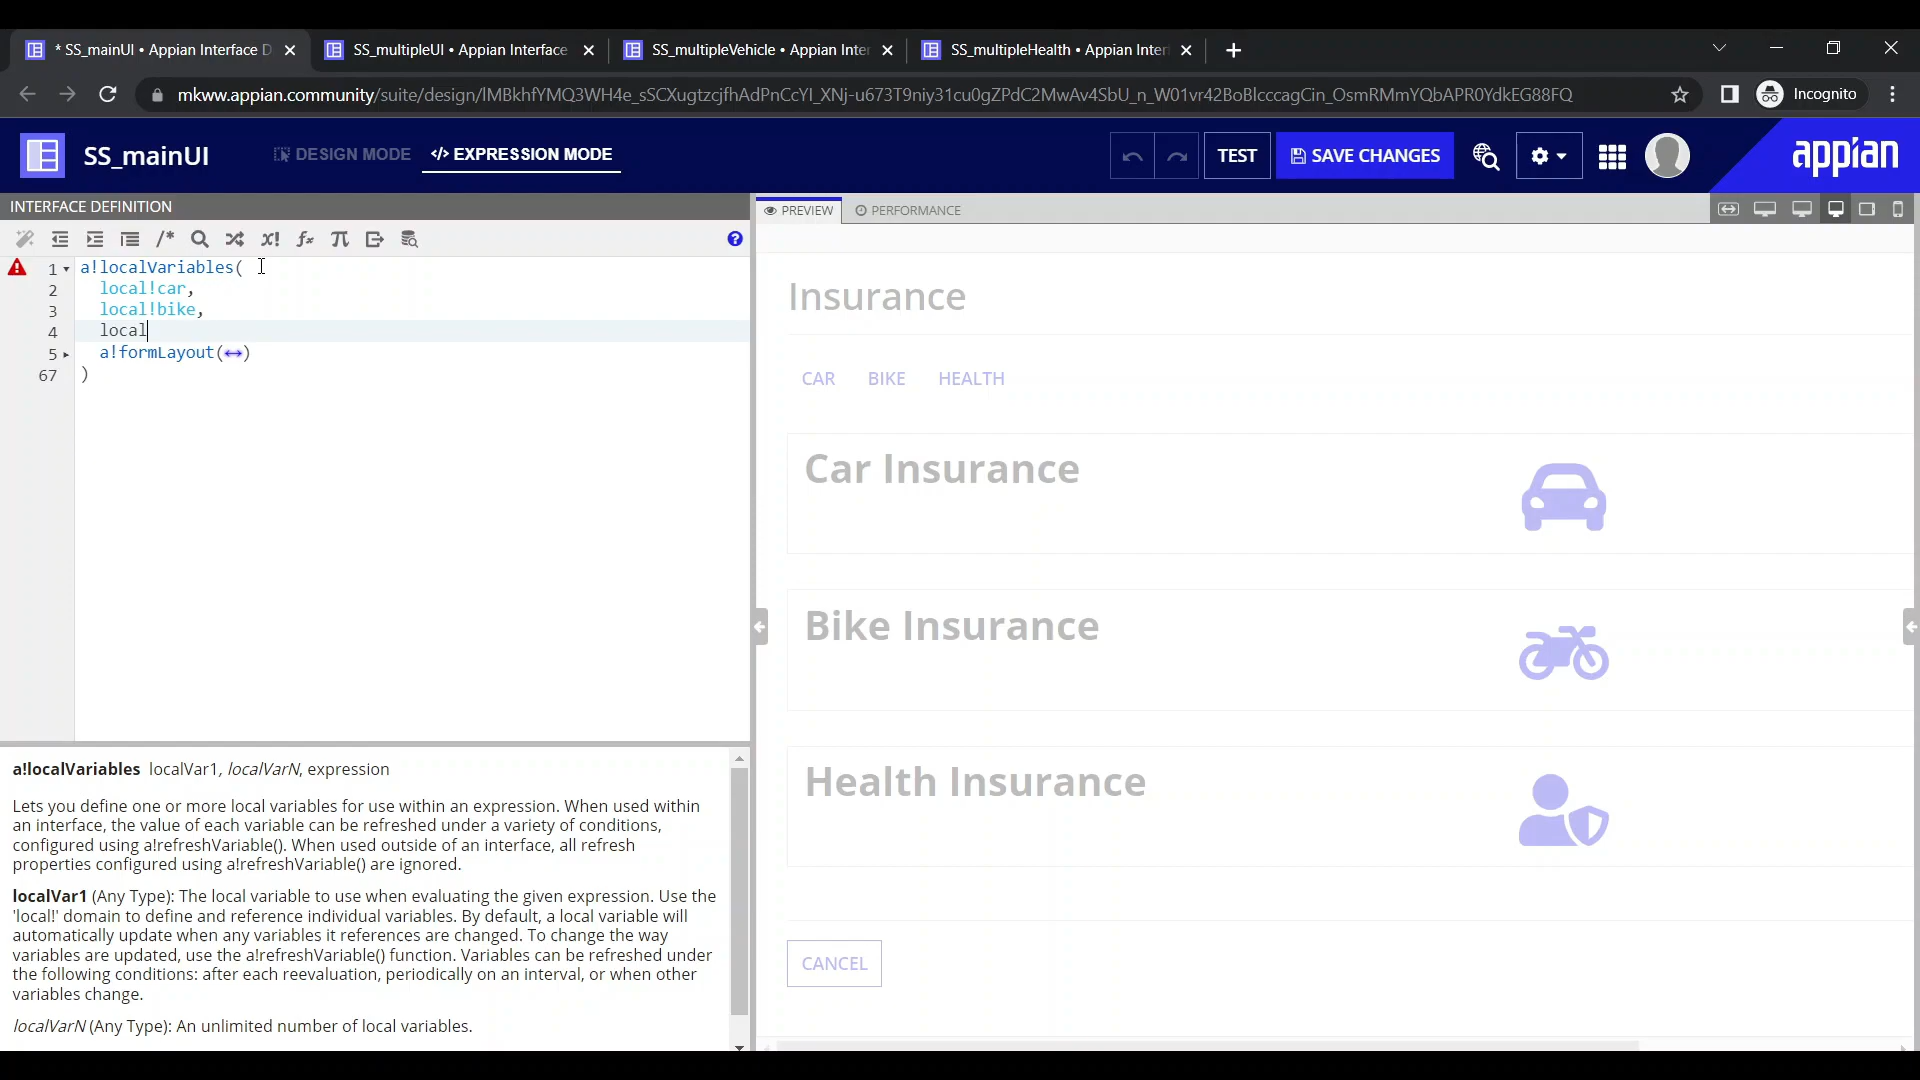 * SS_mainUI • Appian Interface D
SS_multipleUI • Appian Interface
SS_multipleVehicle • Appian Inter
SS_multipleHealth • Appian Interf
mkww.appian.community/suite/design/
Incognito
SS_mainUI
DESIGN MODE
</> EXPRESSION MODE
TEST
SAVE CHANGES
appian
INTERFACE DEFINITION
PREVIEW
PERFORMANCE
1 a!localVariables(
2 local!car,
3 local!bike,
4 local
5 a!formLayout(↔)
67 )
Insurance
CAR BIKE HEALTH
Car Insurance
Bike Insurance
Health Insurance
CANCEL
a!localVariables localVar1, localVarN, expression
Lets you define one or more local variables for use within an expression. When used within
an interface, the value of each variable can be refreshed under a variety of conditions,
configured using a!refreshVariable(). When used outside of an interface, all refresh
properties configured using a!refreshVariable() are ignored.
localVar1 (Any Type): The local variable to use when evaluating the given expression. Use the
'local!' domain to define and reference individual variables. By default, a local variable will
automatically update when any variables it references are changed. To change the way
variables are updated, use the a!refreshVariable() function. Variables can be refreshed under
the following conditions: after each reevaluation, periodically on an interval, or when other
variables change.
localVarN (Any Type): An unlimited number of local variables.